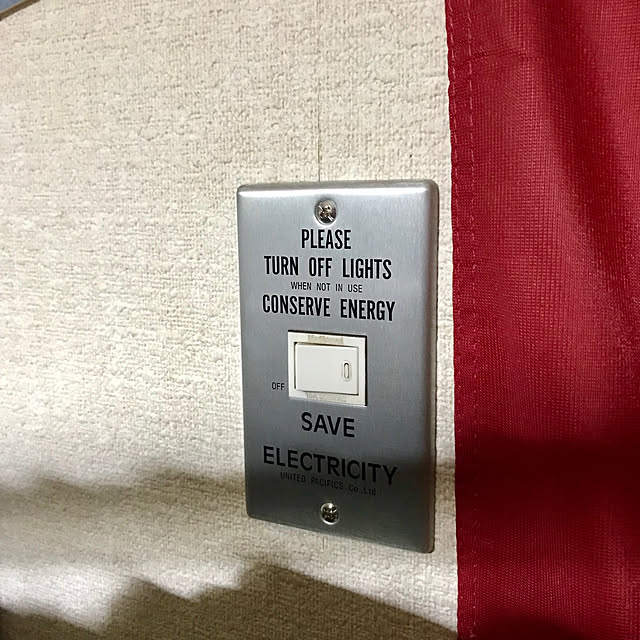 PLEASE
TURN OFF LIGHTS
WHEN NOT IN USE
CONSERVE ENERGY
OFF
SAVE
ELECTRICITY
UNITED PACIFICS Co.,Ltd